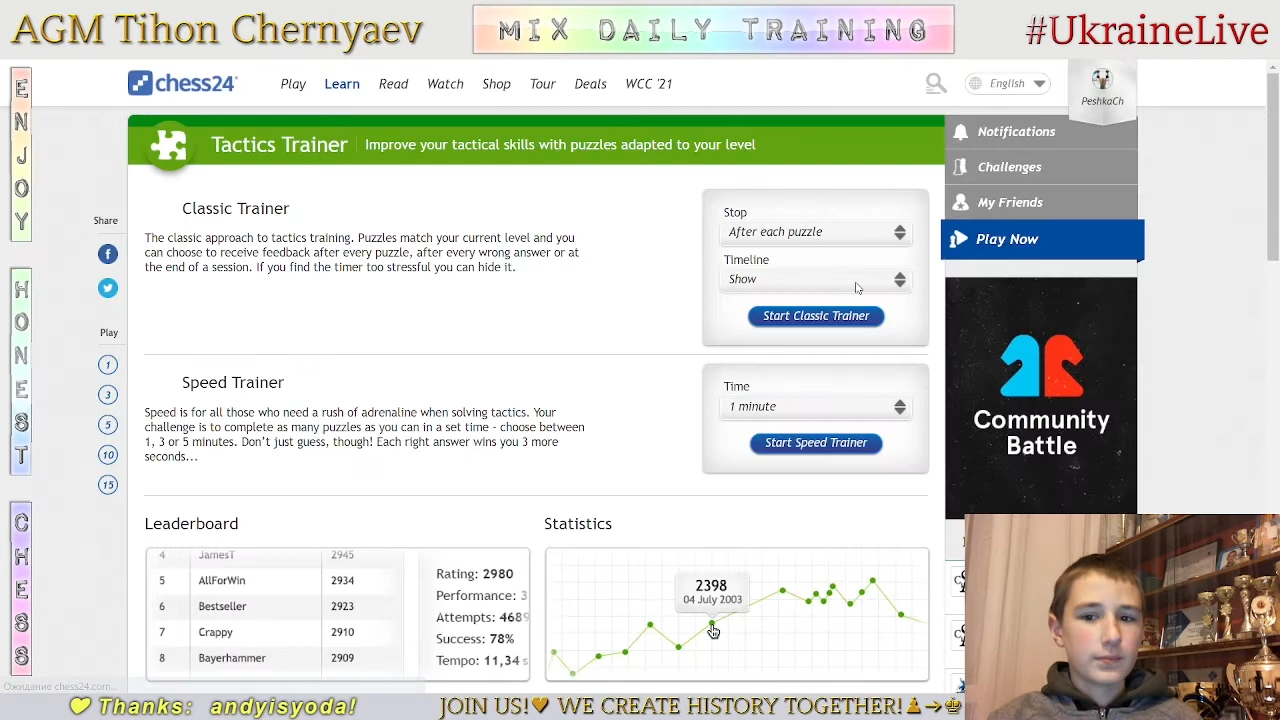 AGM Tihon Chernyaev
MIX DAILY TRAINING
#UkraineLive
ENJOY
HONEST
CHESS
chess24
Play
Learn
Read
Watch
Shop
Tour
Deals
WCC '21
English
PeshkaCh
Tactics Trainer
Improve your tactical skills with puzzles adapted to your level
Notifications
Challenges
My Friends
Play Now
Share
Play
1
3
5
10
15
Classic Trainer
The classic approach to tactics training. Puzzles match your current level and you
can choose to receive feedback after every puzzle, after every wrong answer or at
the end of a session. If you find the timer too stressful you can hide it.
Stop
After each puzzle
Timeline
Show
Start Classic Trainer
Speed Trainer
Speed is for all those who need a rush of adrenaline when solving tactics. Your
challenge is to complete as many puzzles as you can in a set time - choose between
1, 3 or 5 minutes. Don't just guess, though! Each right answer wins you 3 more
seconds...
Time
1 minute
Start Speed Trainer
Community
Battle
Leaderboard
4 JamesT 2945
5 AllForWin 2934
6 Bestseller 2923
7 Crappy 2910
8 Bayerhammer 2909
Rating: 2980
Performance: 3
Attempts: 4689
Success: 78%
Tempo: 11,34 s
Statistics
2398
04 July 2003
Ожидание chess24.com...
Thanks: andyisyoda!
JOIN US! WE CREATE HISTORY TOGETHER!